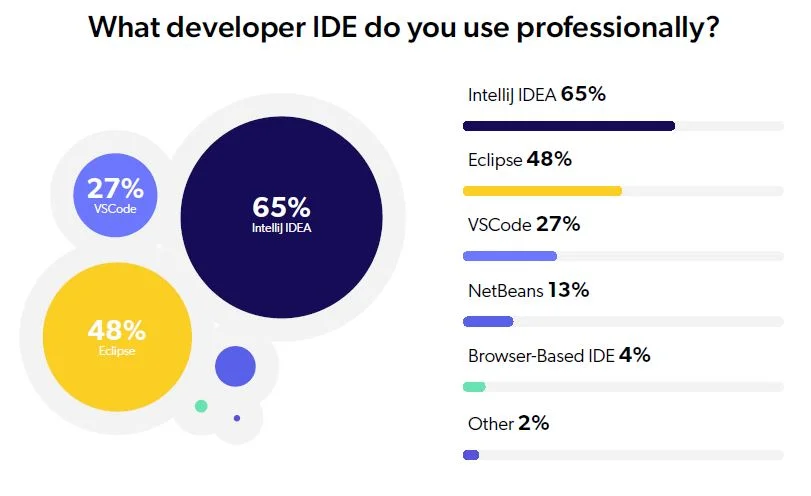 What developer IDE do you use professionally?
27%
VSCode
65%
IntelliJ IDEA
48%
Eclipse
IntelliJ IDEA 65%
Eclipse 48%
VSCode 27%
NetBeans 13%
Browser-Based IDE 4%
Other 2%